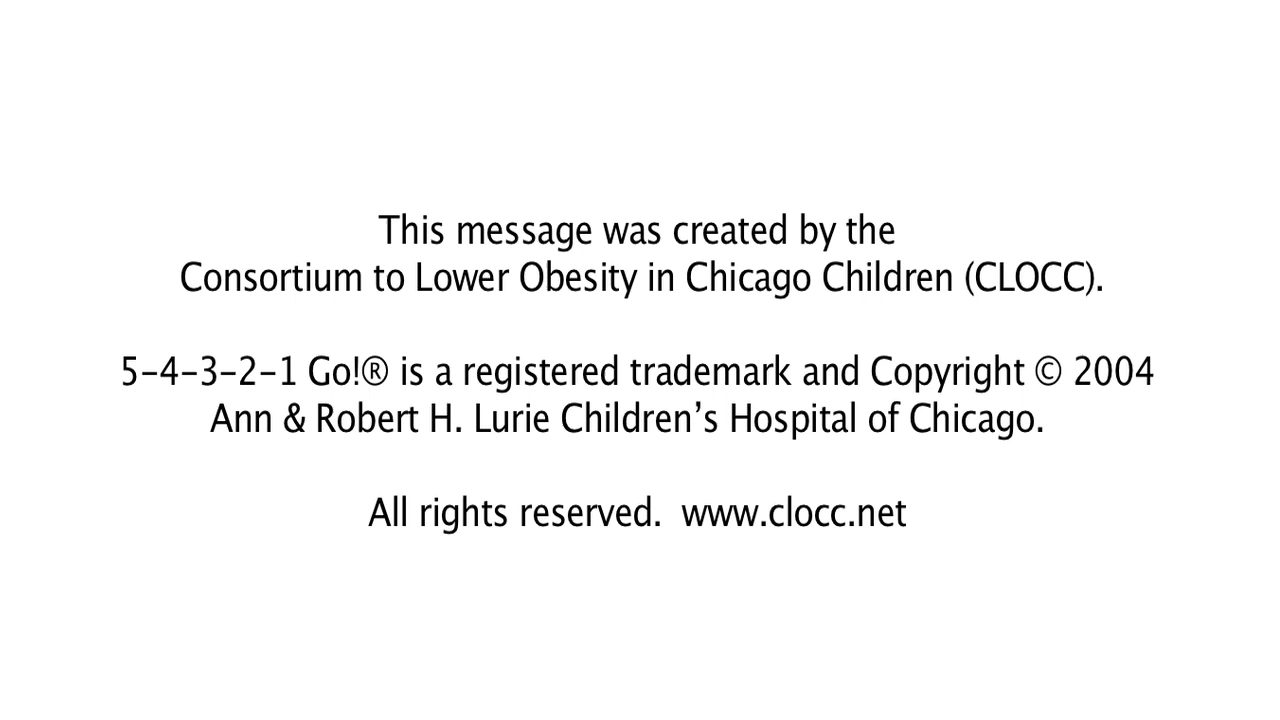 This message was created by the
Consortium to Lower Obesity in Chicago Children (CLOCC).
5-4-3-2-1 Go!® is a registered trademark and Copyright © 2004
Ann & Robert H. Lurie Children’s Hospital of Chicago.
All rights reserved.  www.clocc.net